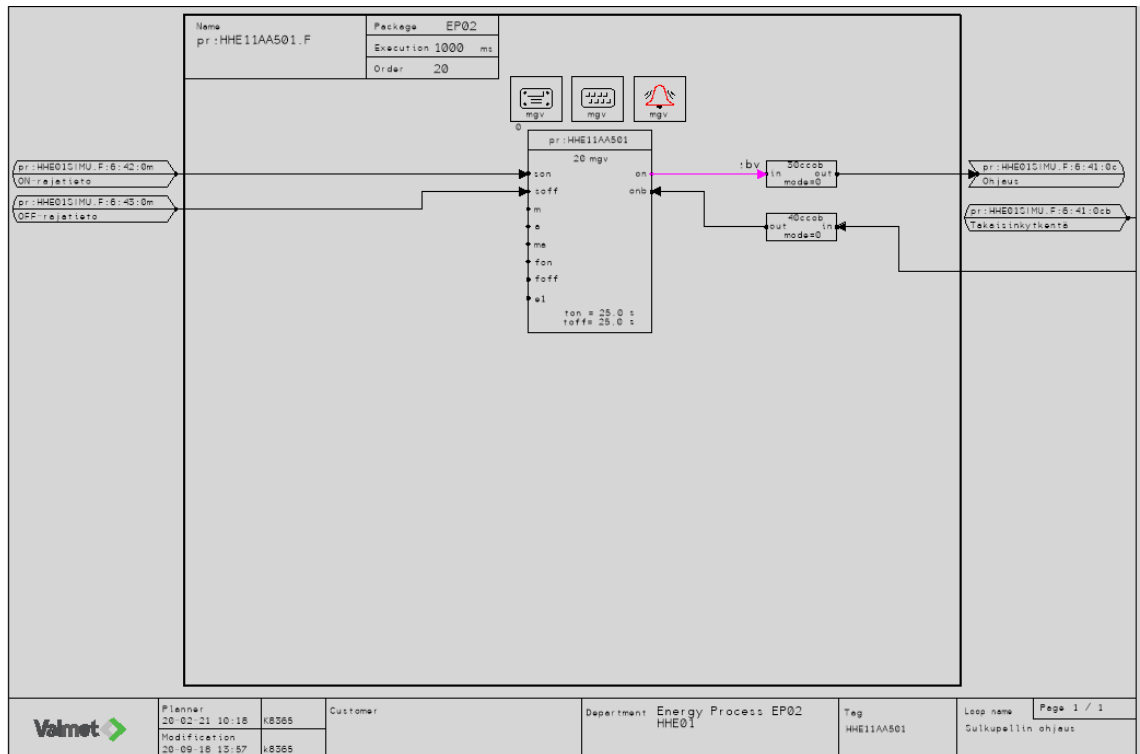 Name
pr:HHE11AA501.F
Package EP02
Execution 1000 ms
Order 20
mgv
mgv
mgv
0
pr:HHE11AA501
20 mgv
son
on
soff
onb
m
a
ma
fon
foff
e1
ton = 25.0 s
toff= 25.0 s
pr:HHE01SIMU.F:6:42:0m
ON-rajatieto
pr:HHE01SIMU.F:6:43:0m
OFF-rajatieto
:bv
30ccob
in out
mode=0
40ccob
out in
mode=0
pr:HHE01SIMU.F:6:41:0c
Ohjaus
pr:HHE01SIMU.F:6:41:0cb
Takaisinkytkentä
Valmet
Planner
20-02-21 10:18 K8365
Modification
20-09-18 13:57 k8365
Customer
Department Energy Process EP02
HHE01
Tag
HHE11AA501
Loop name Page 1 / 1
Sulkupellin ohjaus